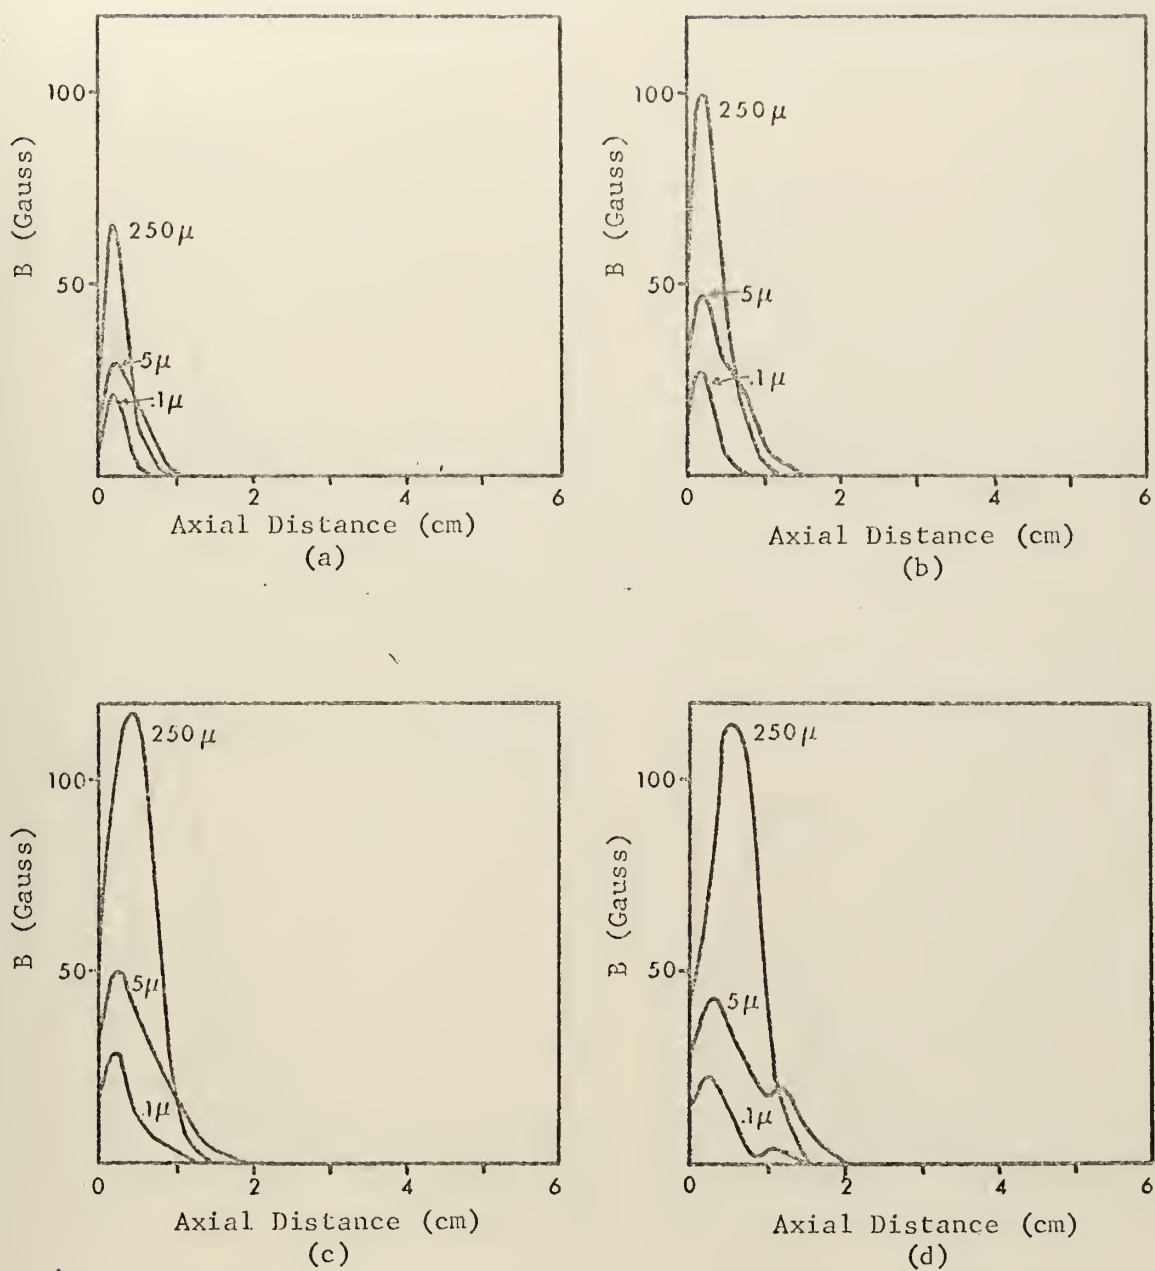 100
50
B (Gauss)
250μ
5μ
.1μ
0 2 4 6
Axial Distance (cm)
(a)
100
50
B (Gauss)
250μ
5μ
.1μ
0 2 4 6
Axial Distance (cm)
(b)
100
50
B (Gauss)
250μ
5μ
.1μ
0 2 4 6
Axial Distance (cm)
(c)
100
50
B (Gauss)
250μ
5μ
.1μ
0 2 4 6
Axial Distance (cm)
(d)